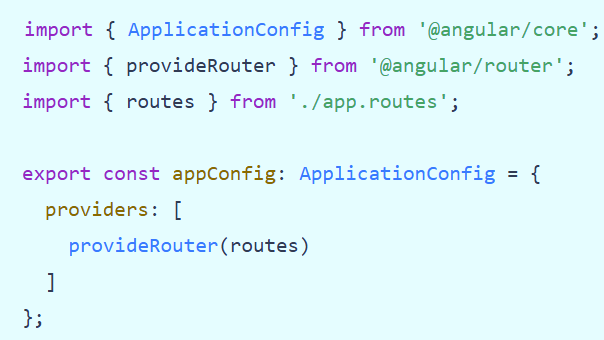 import { ApplicationConfig } from '@angular/core';
import { provideRouter } from '@angular/router';
import { routes } from './app.routes';

export const appConfig: ApplicationConfig = {
  providers: [
    provideRouter(routes)
  ]
};